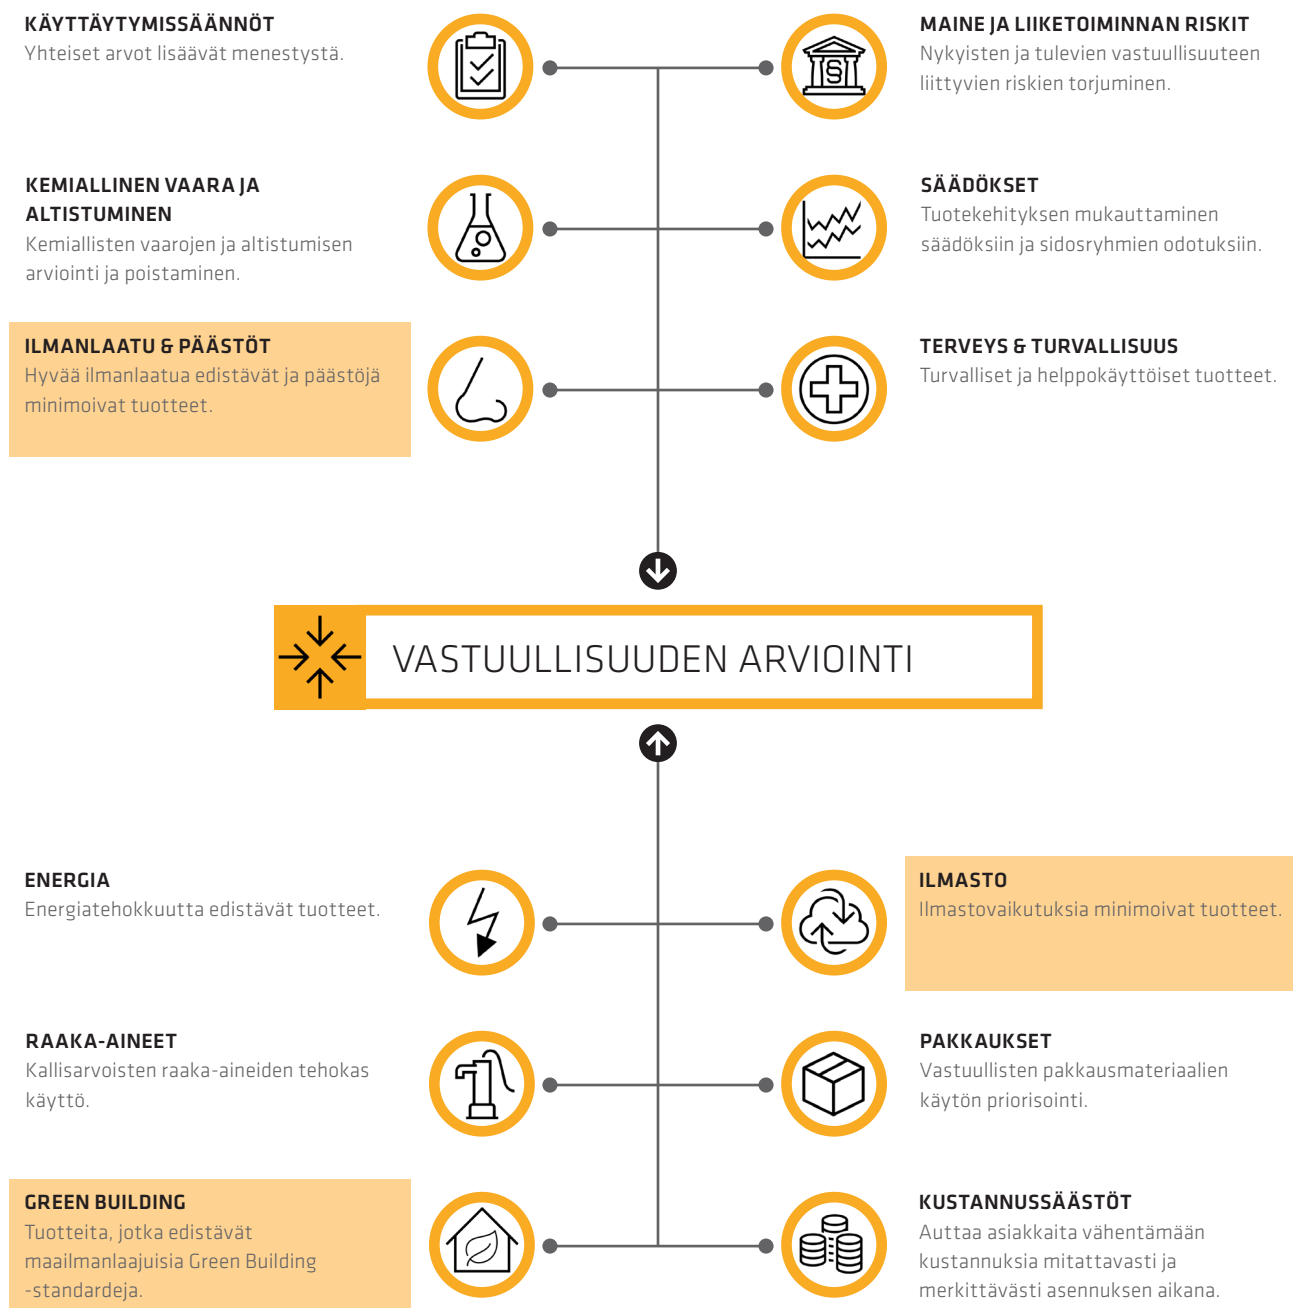 KÄYTTÄYTYMISSÄÄNNÖT
Yhteiset arvot lisäävät menestystä.
MAINE JA LIIKETOIMINNAN RISKIT
Nykyisten ja tulevien vastuullisuuteen
liittyvien riskien torjuminen.
§
KEMIALLINEN VAARA JA
ALTISTUMINEN
Kemiallisten vaarojen ja altistumisen
arviointi ja poistaminen.
SÄÄDÖKSET
Tuotekehityksen mukauttaminen
säädöksiin ja sidosryhmien odotuksiin.
ILMANLAATU & PÄÄSTÖT
Hyvää ilmanlaatua edistävät ja päästöjä
minimoivat tuotteet.
TERVEYS & TURVALLISUUS
Turvalliset ja helppokäyttöiset tuotteet.
VASTUULLISUUDEN ARVIOINTI
ENERGIA
Energiatehokkuutta edistävät tuotteet.
ILMASTO
Ilmastovaikutuksia minimoivat tuotteet.
RAAKA-AINEET
Kallisarvoisten raaka-aineiden tehokas
käyttö.
PAKKAUKSET
Vastuullisten pakkausmateriaalien
käytön priorisointi.
GREEN BUILDING
Tuotteita, jotka edistävät
maailmanlaajuisia Green Building
-standardeja.
KUSTANNUSSÄÄSTÖT
Auttaa asiakkaita vähentämään
kustannuksia mitattavasti ja
merkittävästi asennuksen aikana.